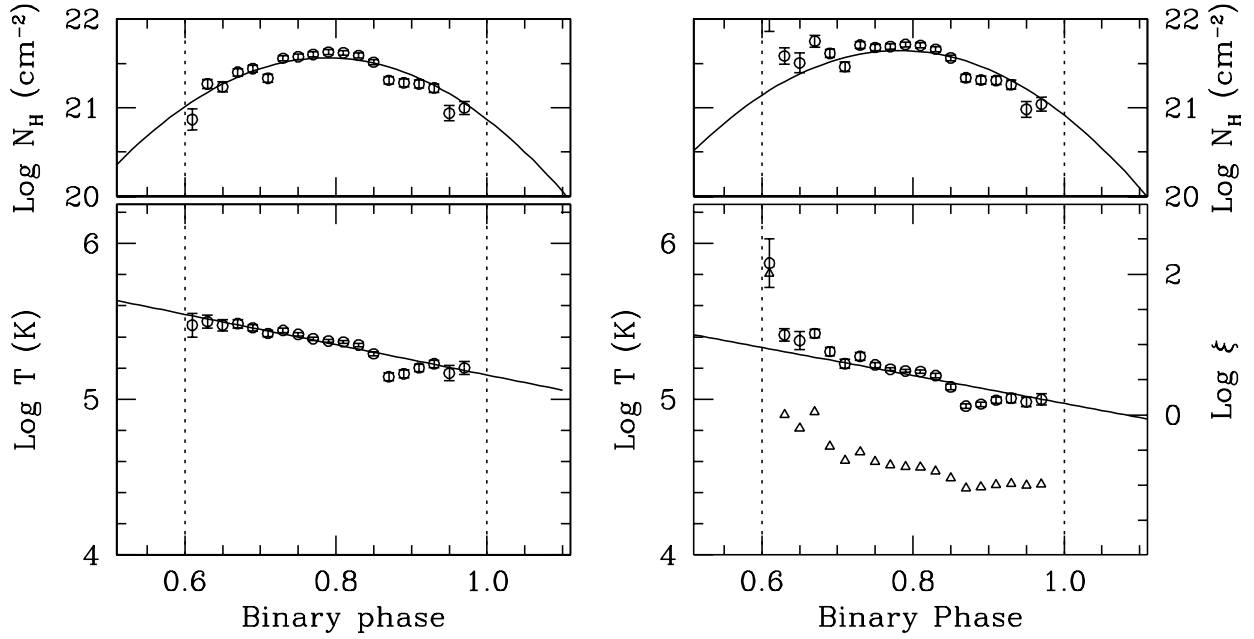 22
21
20
Log N_H (cm⁻²)
6
5
4
Log T (K)
0.6 0.8 1.0
Binary phase
22
21
20
Log N_H (cm⁻²)
6
5
4
Log T (K)
2
0
Log ξ
0.6 0.8 1.0
Binary Phase